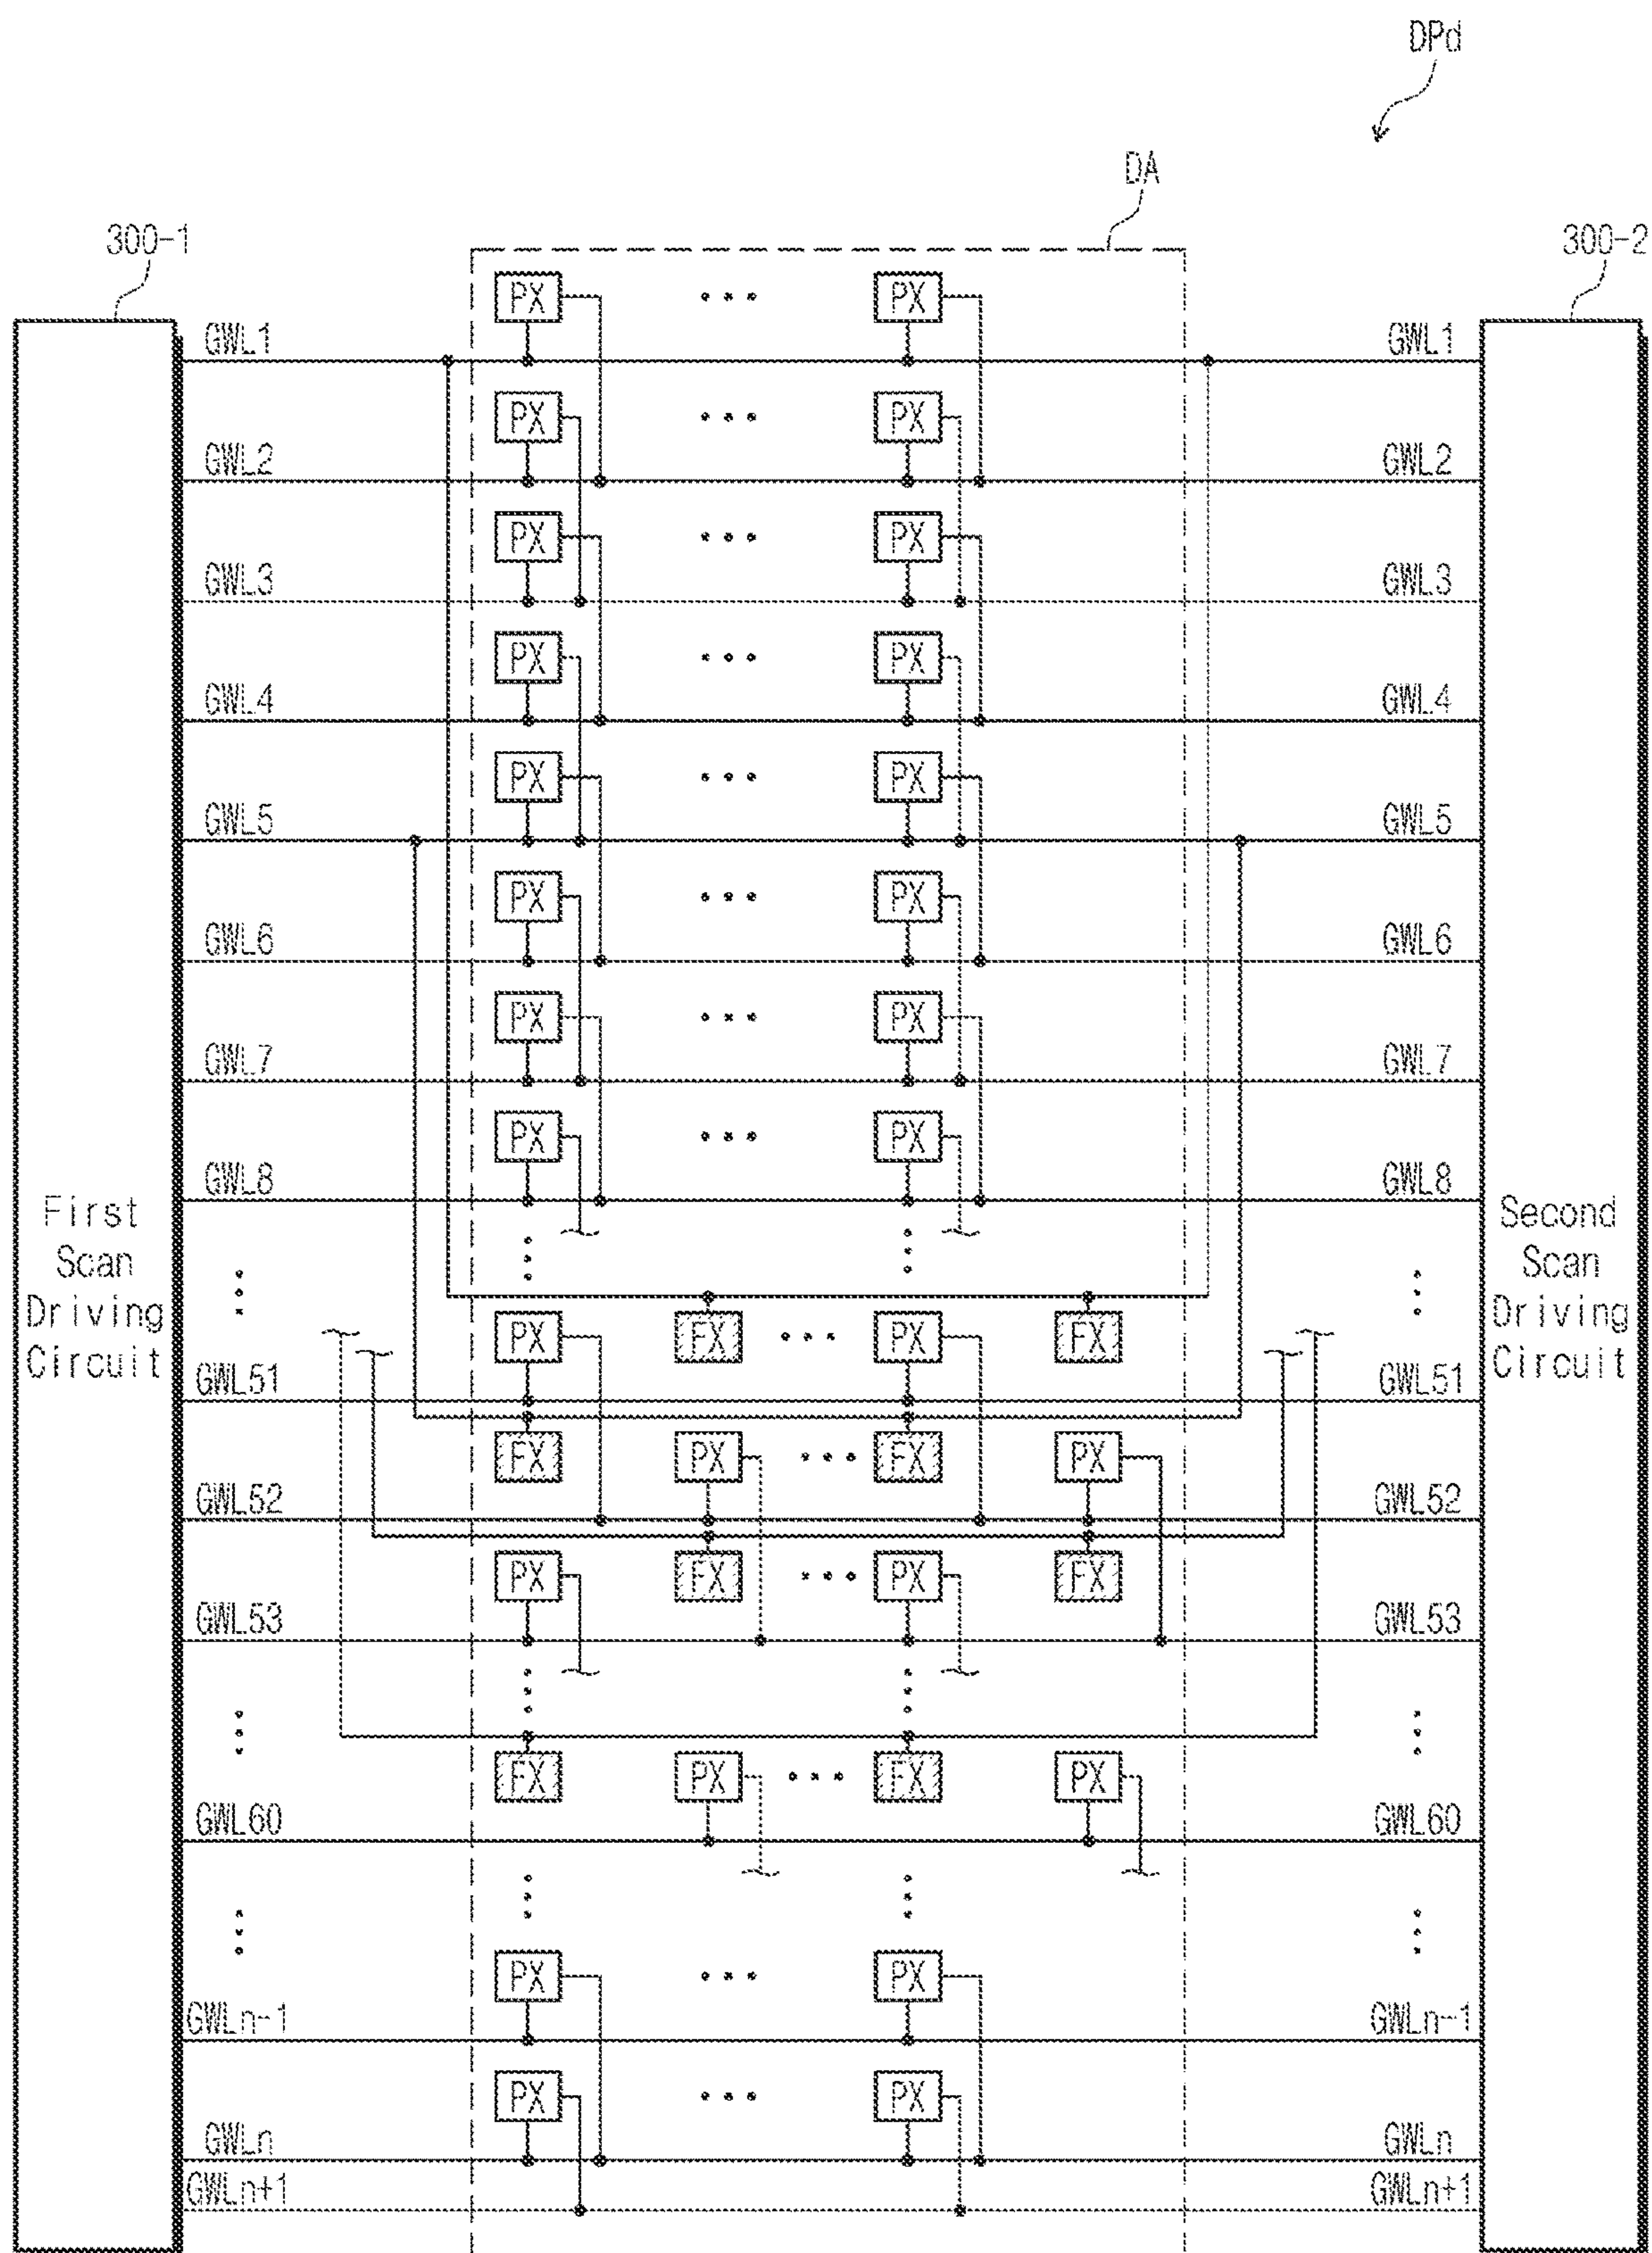 DPd
DA
300-1
300-2
PX ••• PX
GWL1 GWL1
PX ••• PX
GWL2 GWL2
PX ••• PX
GWL3 GWL3
PX ••• PX
GWL4 GWL4
PX ••• PX
GWL5 GWL5
PX ••• PX
GWL6 GWL6
PX ••• PX
GWL7 GWL7
PX ••• PX
GWL8 GWL8
First
Scan
Driving
Circuit
Second
Scan
Driving
Circuit
PX FX ••• PX FX
GWL51 GWL51
FX PX ••• FX PX
GWL52 GWL52
PX FX ••• PX FX
GWL53 GWL53
FX PX ••• FX PX
GWL60 GWL60
PX ••• PX
GWLn-1 GWLn-1
PX ••• PX
GWLn GWLn
GWLn+1 GWLn+1